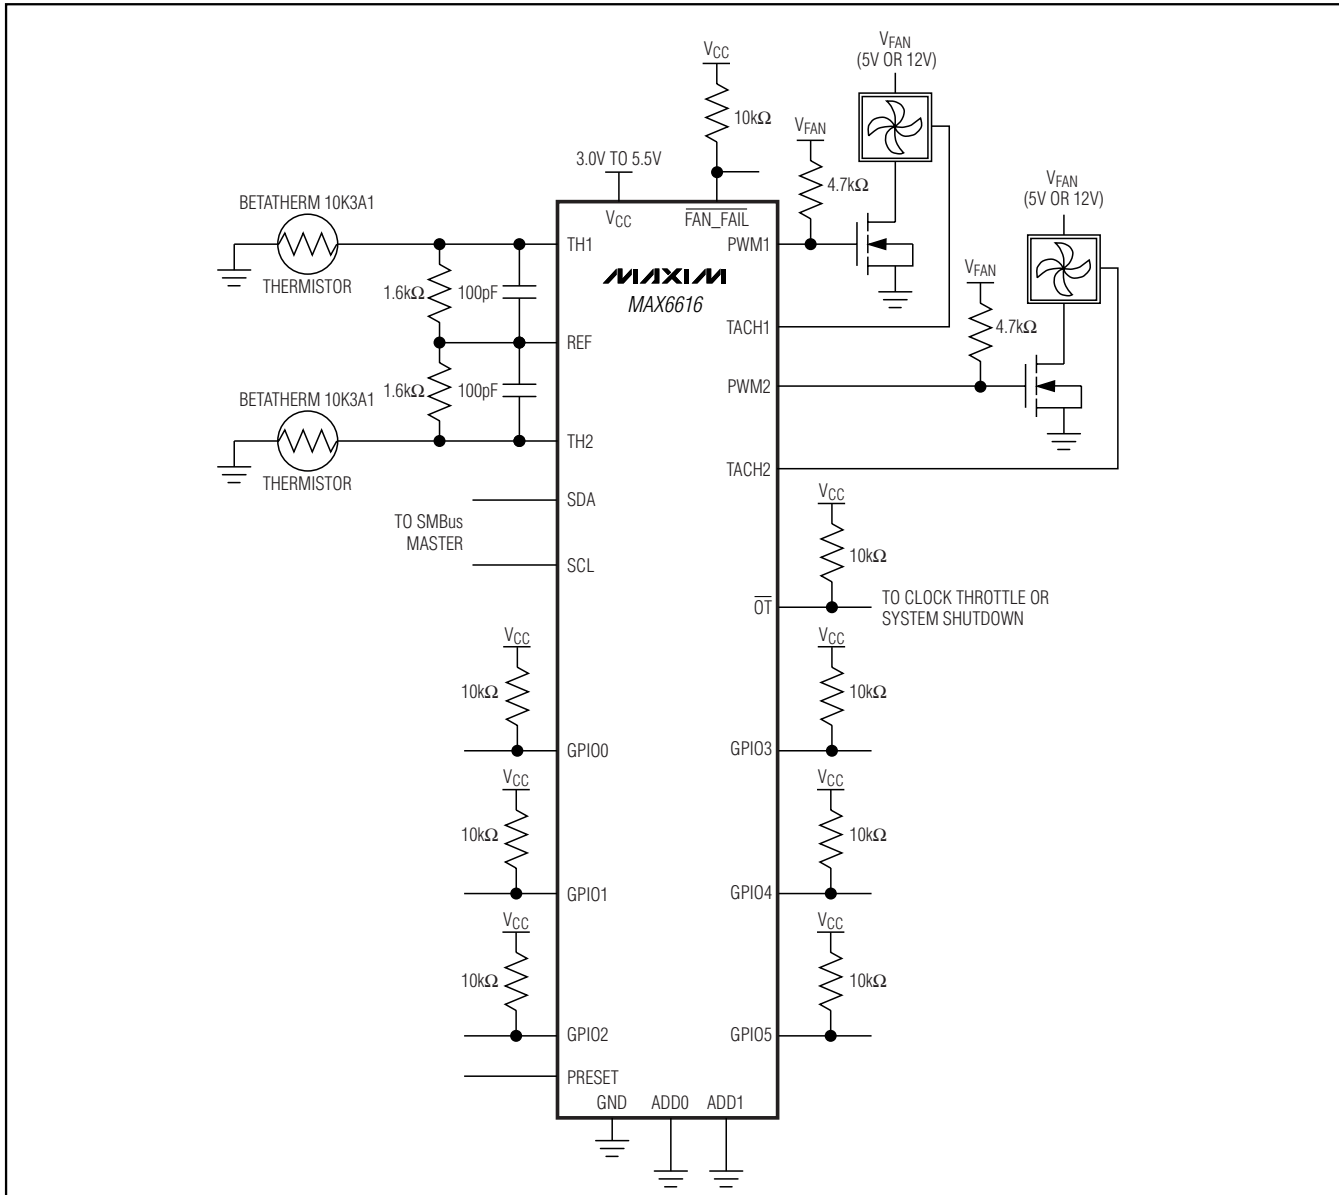 VFAN
(5V OR 12V)
VCC
10kΩ
VFAN
4.7kΩ
3.0V TO 5.5V
VFAN
(5V OR 12V)
BETATHERM 10K3A1
THERMISTOR
VCC
FAN_FAIL
TH1
PWM1
MAXIM
MAX6616
VFAN
4.7kΩ
1.6kΩ
100pF
TACH1
REF
1.6kΩ
100pF
PWM2
BETATHERM 10K3A1
THERMISTOR
TH2
TACH2
SDA
TO SMBus
MASTER
SCL
VCC
10kΩ
OT
TO CLOCK THROTTLE OR
SYSTEM SHUTDOWN
VCC
10kΩ
GPIO0
VCC
10kΩ
GPIO3
VCC
10kΩ
GPIO1
VCC
10kΩ
GPIO4
VCC
10kΩ
GPIO2
VCC
10kΩ
GPIO5
PRESET
GND
ADD0
ADD1